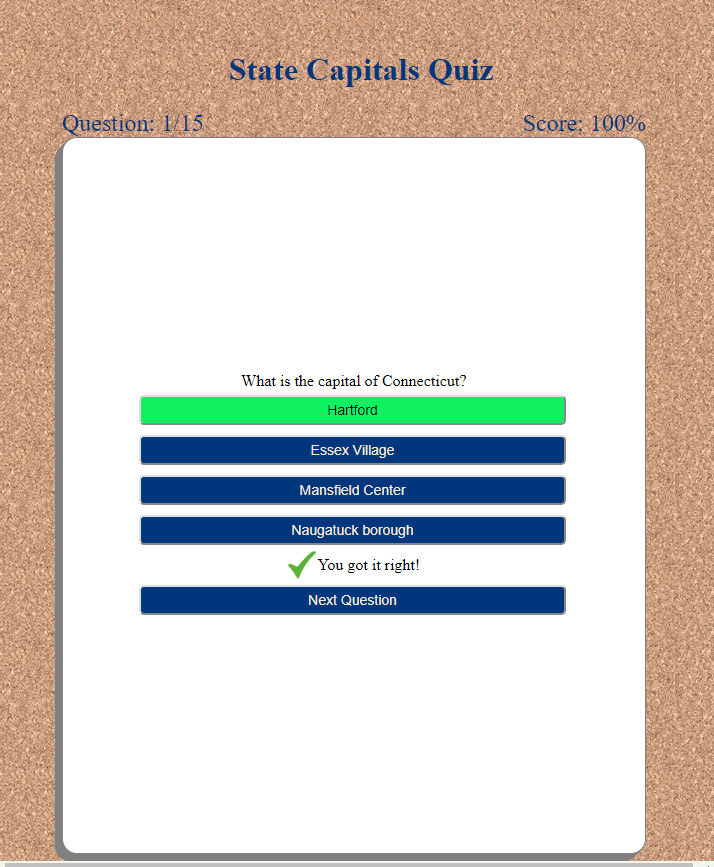 State Capitals Quiz
Question: 1/15
Score: 100%
What is the capital of Connecticut?
Hartford
Essex Village
Mansfield Center
Naugatuck borough
You got it right!
Next Question